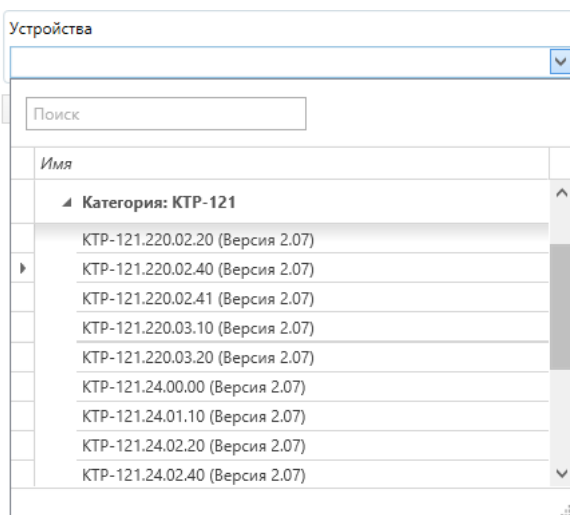 Устройства
Поиск
Имя
Категория: КТР-121
КТР-121.220.02.20 (Версия 2.07)
КТР-121.220.02.40 (Версия 2.07)
КТР-121.220.02.41 (Версия 2.07)
КТР-121.220.03.10 (Версия 2.07)
КТР-121.220.03.20 (Версия 2.07)
КТР-121.24.00.00 (Версия 2.07)
КТР-121.24.01.10 (Версия 2.07)
КТР-121.24.02.20 (Версия 2.07)
КТР-121.24.02.40 (Версия 2.07)